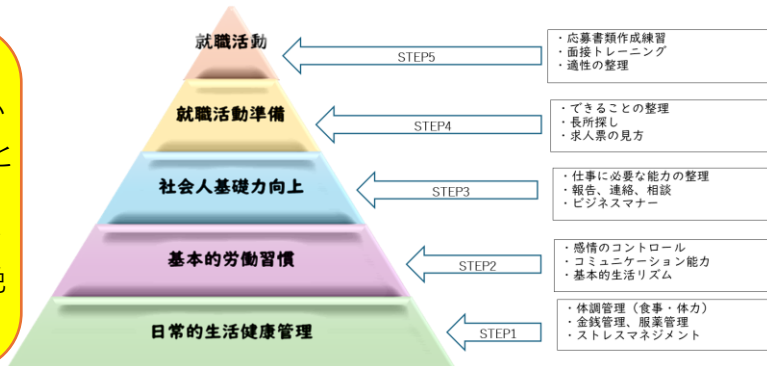 就職活動
STEP5
・応募書類作成練習
・面接トレーニング
・適性の整理
就職活動準備
STEP4
・できることの整理
・長所探し
・求人票の見方
社会人基礎力向上
STEP3
・仕事に必要な能力の整理
・報告、連絡、相談
・ビジネスマナー
基本的労働習慣
STEP2
・感情のコントロール
・コミュニケーション能力
・基本的生活リズム
日常的生活健康管理
STEP1
・体調管理（食事・体力）
・金銭管理、服薬管理
・ストレスマネジメント